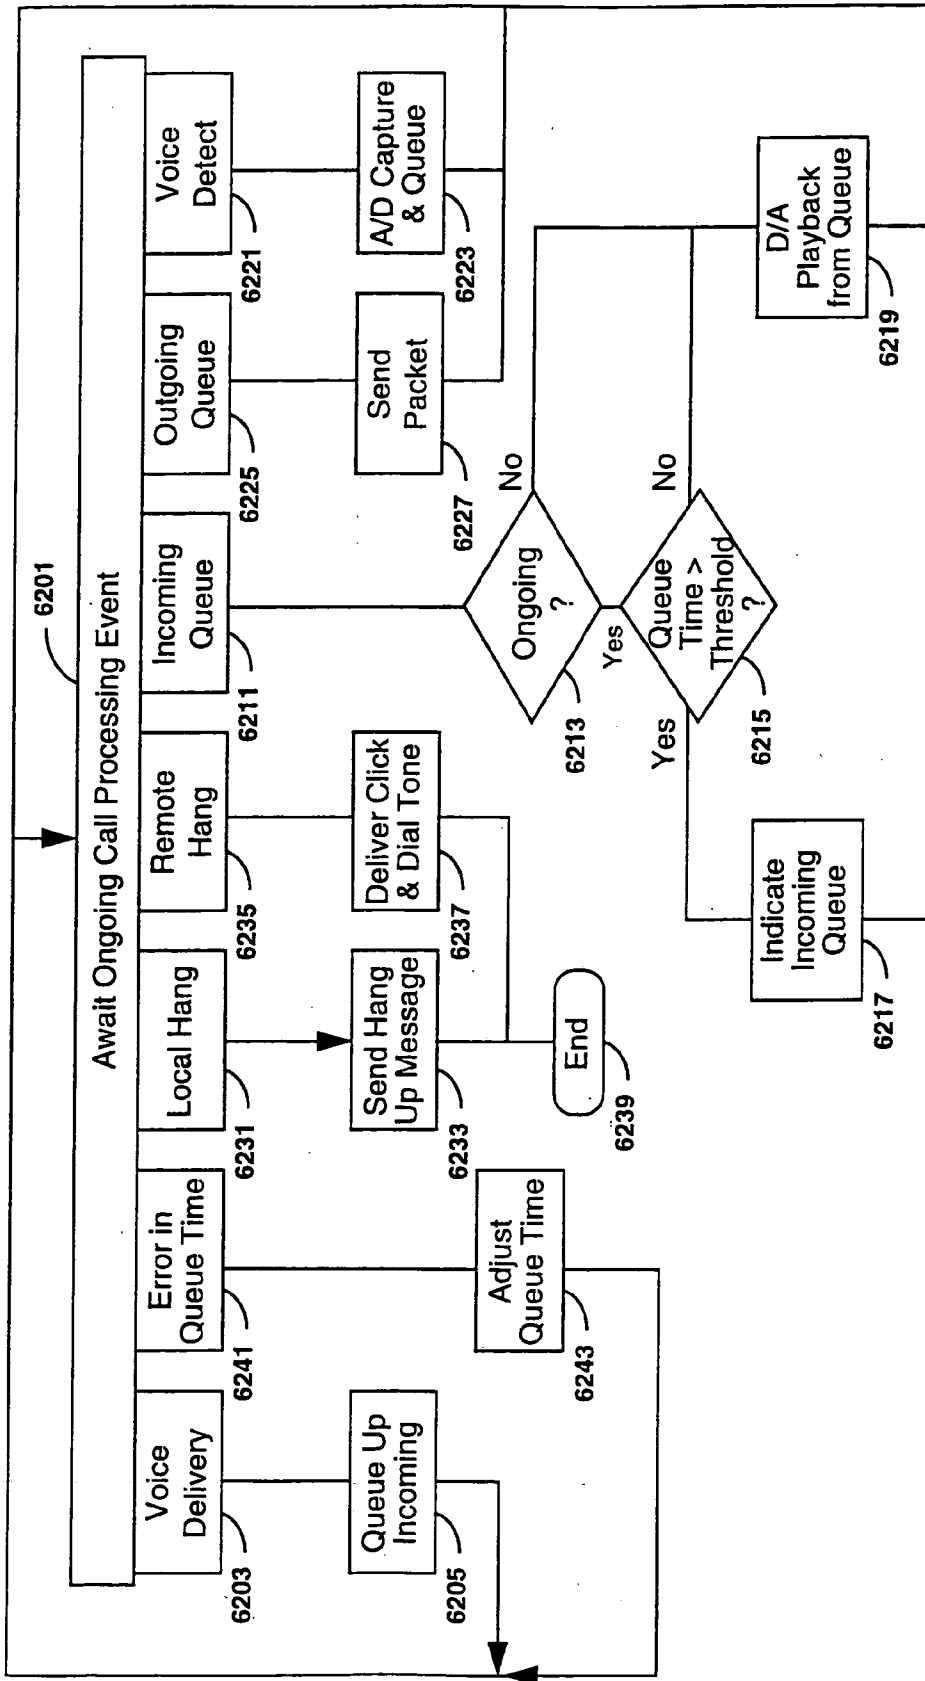 6201
Await Ongoing Call Processing Event
Voice
Delivery
6203
Error in
Queue Time
6241
Local Hang
6231
Remote
Hang
6235
Incoming
Queue
6211
Outgoing
Queue
6225
Voice
Detect
6221
Queue Up
Incoming
6205
Send Hang
Up Message
6233
Deliver Click
& Dial Tone
6237
Send
Packet
6227
A/D Capture
& Queue
6223
Adjust
Queue Time
6243
End
6239
Ongoing
?
6213
No
Yes
Queue
Time >
Threshold
?
6215
Yes
No
Indicate
Incoming
Queue
6217
D/A
Playback
from Queue
6219